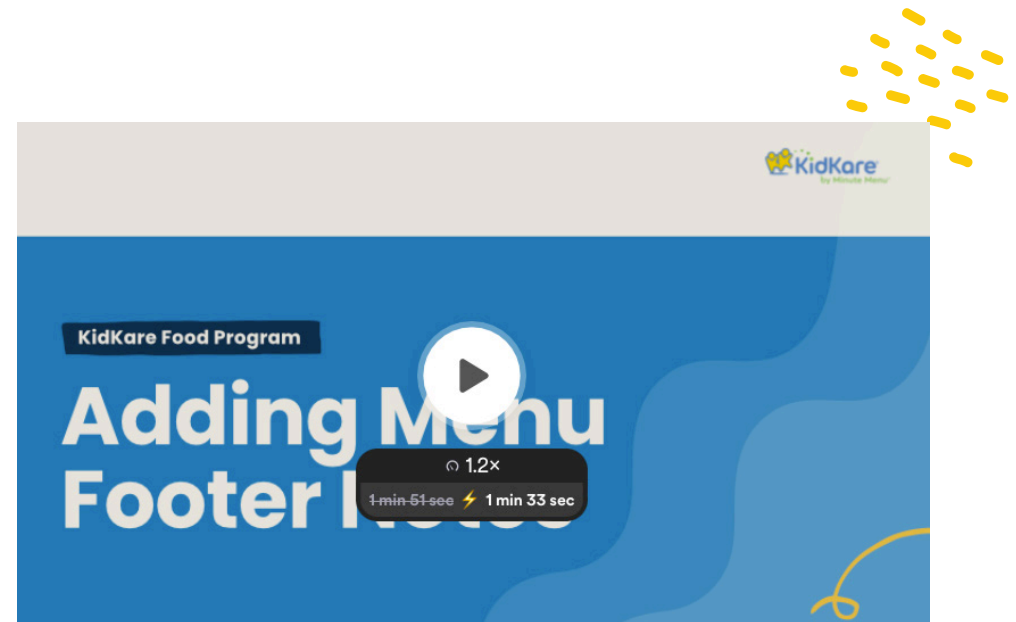 KidKare
by Minute Menu
KidKare Food Program
Adding Menu
Footer Notes
1.2×
1 min 51 sec ⚡ 1 min 33 sec